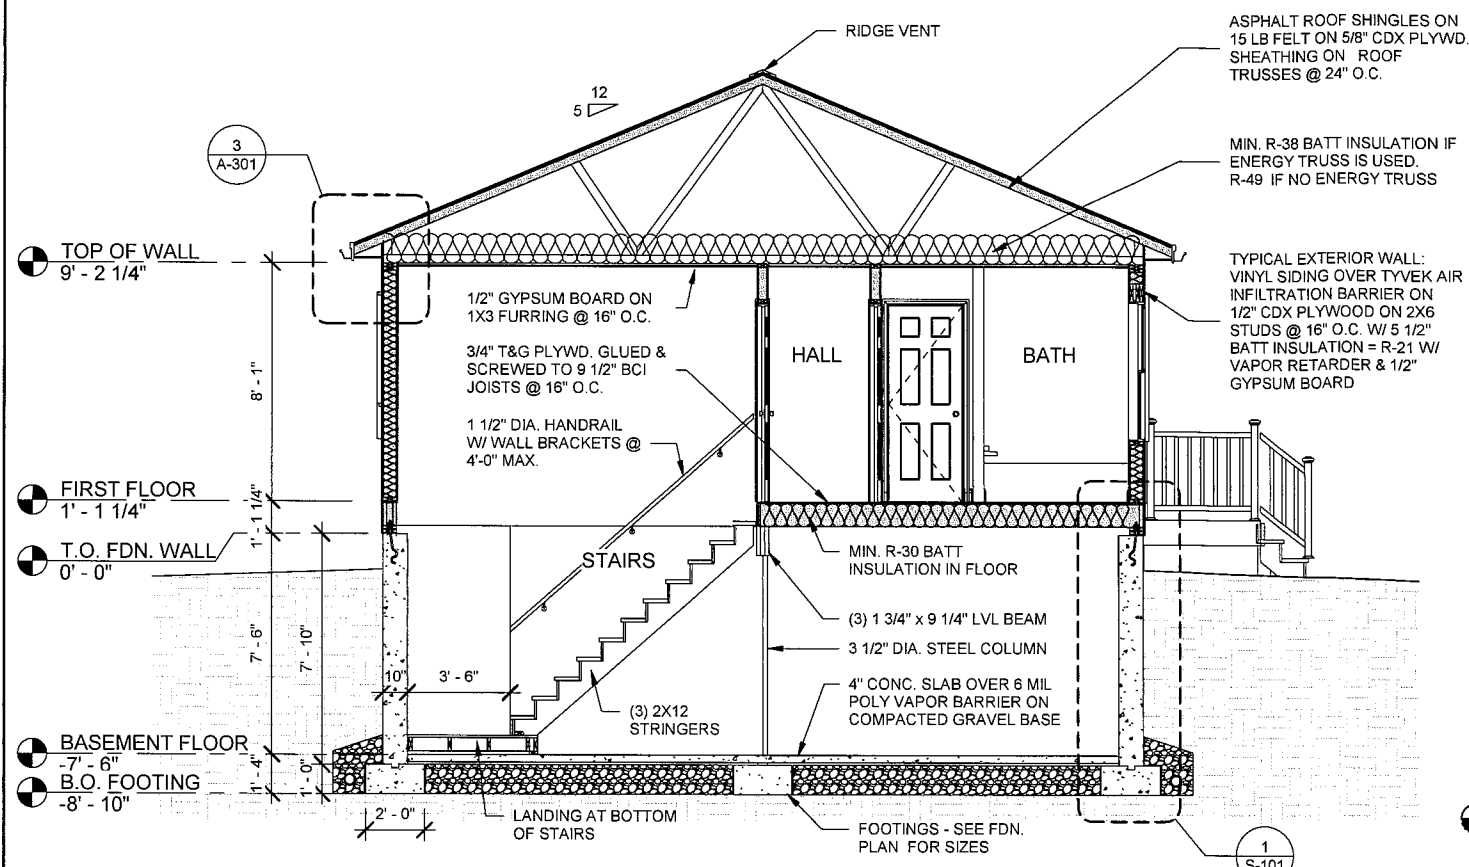 RIDGE VENT
ASPHALT ROOF SHINGLES ON
15 LB FELT ON 5/8" CDX PLYWD.
SHEATHING ON ROOF
TRUSSES @ 24" O.C.
12
5
3
A-301
MIN. R-38 BATT INSULATION IF
ENERGY TRUSS IS USED.
R-49 IF NO ENERGY TRUSS
TOP OF WALL
9' - 2 1/4"
TYPICAL EXTERIOR WALL:
VINYL SIDING OVER TYVEK AIR
INFILTRATION BARRIER ON
1/2" CDX PLYWOOD ON 2X6
STUDS @ 16" O.C. W/ 5 1/2"
BATT INSULATION = R-21 W/
VAPOR RETARDER & 1/2"
GYPSUM BOARD
1/2" GYPSUM BOARD ON
1X3 FURRING @ 16" O.C.
3/4" T&G PLYWD. GLUED &
SCREWED TO 9 1/2" BCI
JOISTS @ 16" O.C.
1 1/2" DIA. HANDRAIL
W/ WALL BRACKETS @
4'-0" MAX.
HALL
BATH
8' - 1"
FIRST FLOOR
1' - 1 1/4"
1' - 1 1/4"
T.O. FDN. WALL
0' - 0"
STAIRS
MIN. R-30 BATT
INSULATION IN FLOOR
(3) 1 3/4" x 9 1/4" LVL BEAM
3 1/2" DIA. STEEL COLUMN
4" CONC. SLAB OVER 6 MIL
POLY VAPOR BARRIER ON
COMPACTED GRAVEL BASE
7' - 6"
7' - 10"
10"
3' - 6"
(3) 2X12
STRINGERS
BASEMENT FLOOR
-7' - 6"
B.O. FOOTING
-8' - 10"
1' - 4"
1' - 0"
2' - 0"
LANDING AT BOTTOM
OF STAIRS
FOOTINGS - SEE FDN.
PLAN FOR SIZES
1
S-101